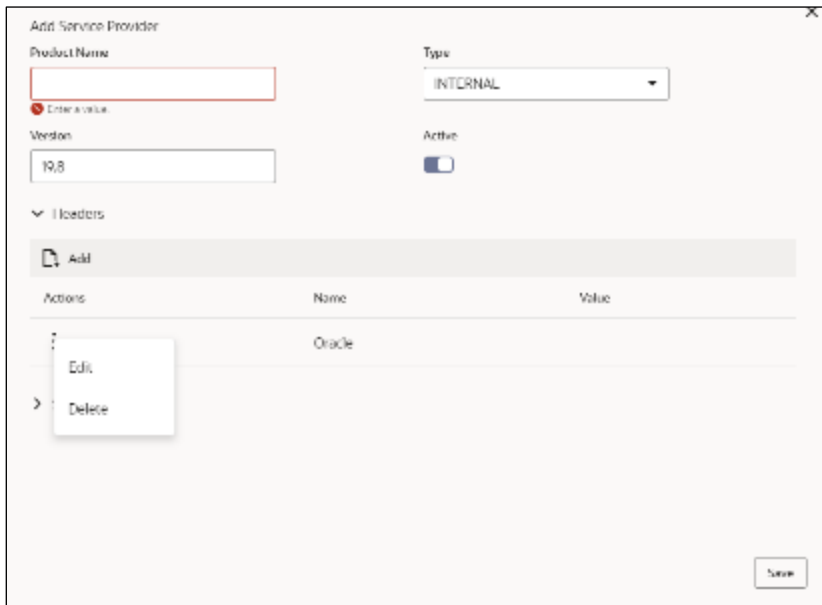 Add Service Provider
Product Name
Type
INTERNAL
Enter a value.
Version
Active
19.8
Headers
Add
Actions
Name
Value
Oracle
Edit
Delete
Save